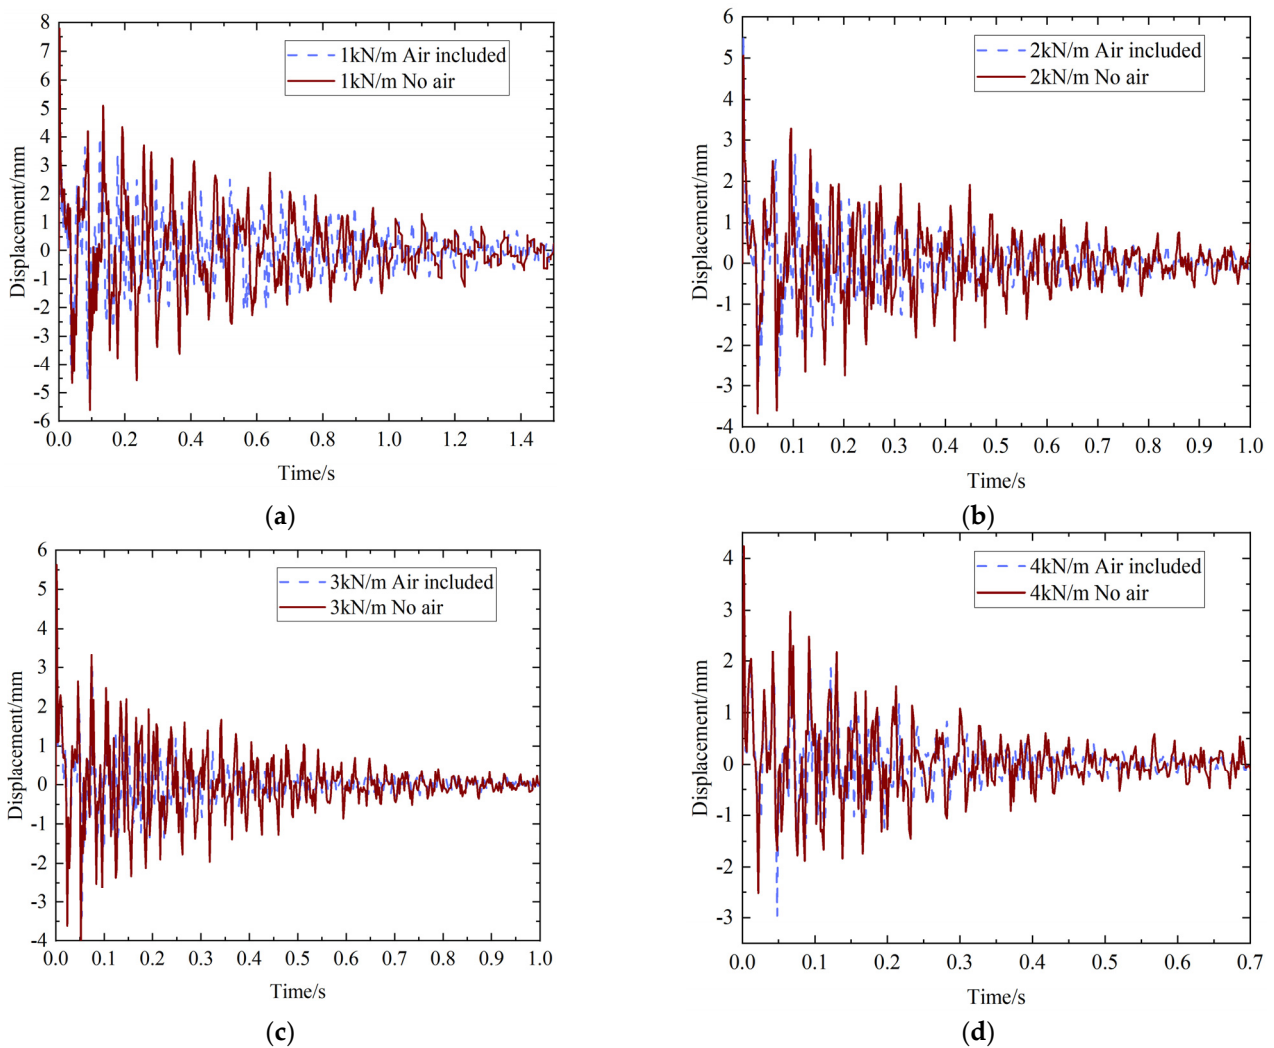 8
7
6
5
4
3
2
1
0
-1
-2
-3
-4
-5
-6
Displacement/mm
1kN/m Air included
1kN/m No air
0.0 0.2 0.4 0.6 0.8 1.0 1.2 1.4
Time/s
(a)
6
5
4
3
2
1
0
-1
-2
-3
-4
Displacement/mm
2kN/m Air included
2kN/m No air
0.0 0.1 0.2 0.3 0.4 0.5 0.6 0.7 0.8 0.9 1.0
Time/s
(b)
6
5
4
3
2
1
0
-1
-2
-3
-4
Displacement/mm
3kN/m Air included
3kN/m No air
0.0 0.1 0.2 0.3 0.4 0.5 0.6 0.7 0.8 0.9 1.0
Time/s
(c)
4
3
2
1
0
-1
-2
-3
Displacement/mm
4kN/m Air included
4kN/m No air
0.0 0.1 0.2 0.3 0.4 0.5 0.6 0.7
Time/s
(d)